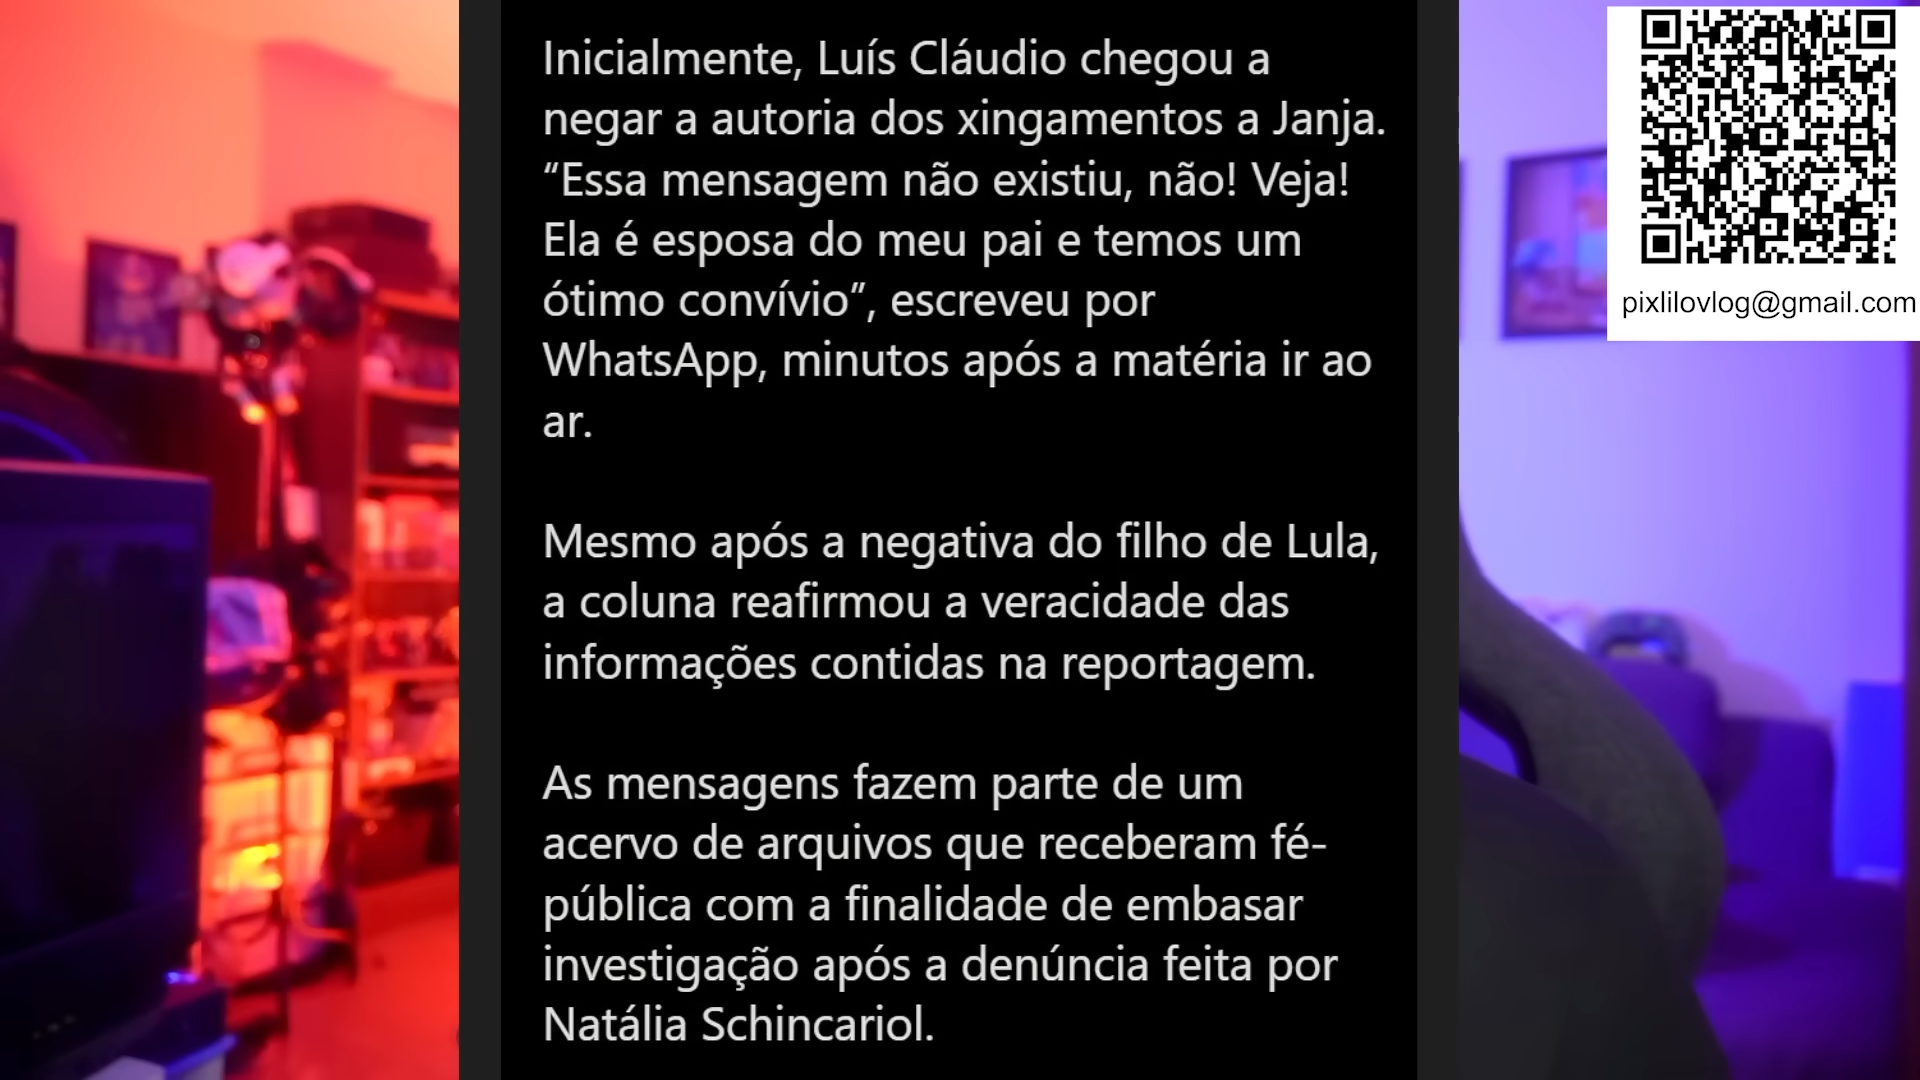 Inicialmente, Luís Cláudio chegou a
negar a autoria dos xingamentos a Janja.
“Essa mensagem não existiu, não! Veja!
Ela é esposa do meu pai e temos um
ótimo convívio”, escreveu por
WhatsApp, minutos após a matéria ir ao
ar.
Mesmo após a negativa do filho de Lula,
a coluna reafirmou a veracidade das
informações contidas na reportagem.
As mensagens fazem parte de um
acervo de arquivos que receberam fé-
pública com a finalidade de embasar
investigação após a denúncia feita por
Natália Schincariol.
pixlilovlog@gmail.com